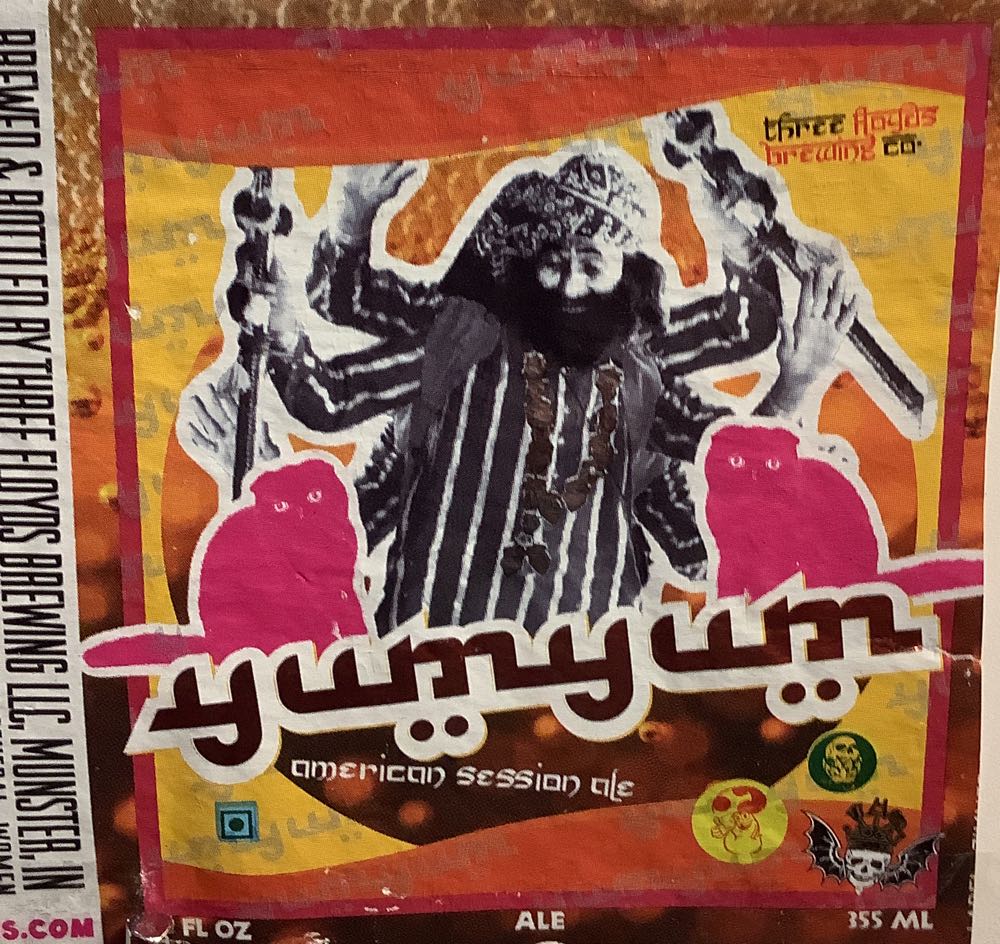 three floyds
brewing co.
yumyum
american session ale
FL OZ
ALE
355 ML
BREWED & BOTTLED BY THREE FLOYDS BREWING LLC, MUNSTER, IN
WOMEN
S.COM